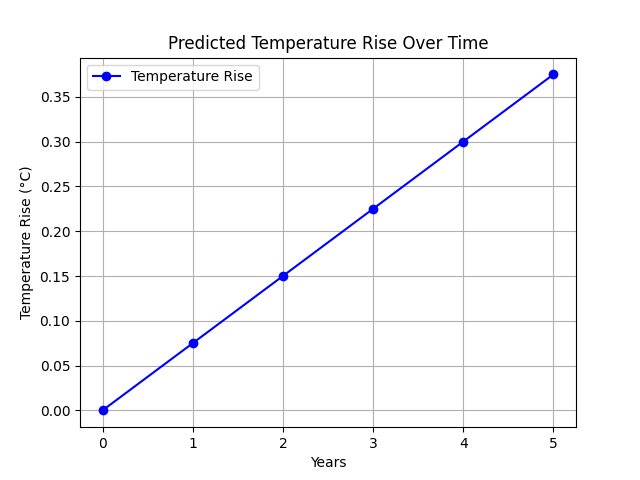 Predicted Temperature Rise Over Time
Temperature Rise
Temperature Rise (°C)
0.35
0.30
0.25
0.20
0.15
0.10
0.05
0.00
0 1 2 3 4 5
Years